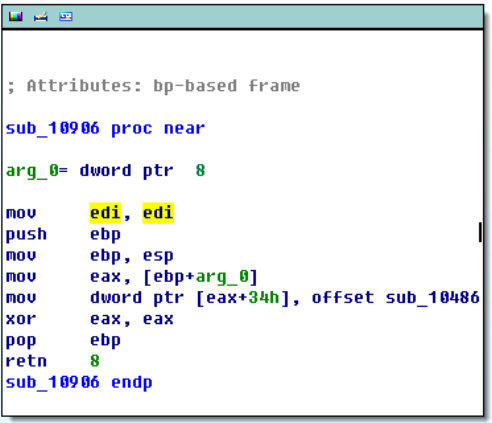 ; Attributes: bp-based frame
sub_10906 proc near
arg_0= dword ptr  8
mov     edi, edi
push    ebp
mov     ebp, esp
mov     eax, [ebp+arg_0]
mov     dword ptr [eax+34h], offset sub_10486
xor     eax, eax
pop     ebp
retn    8
sub_10906 endp